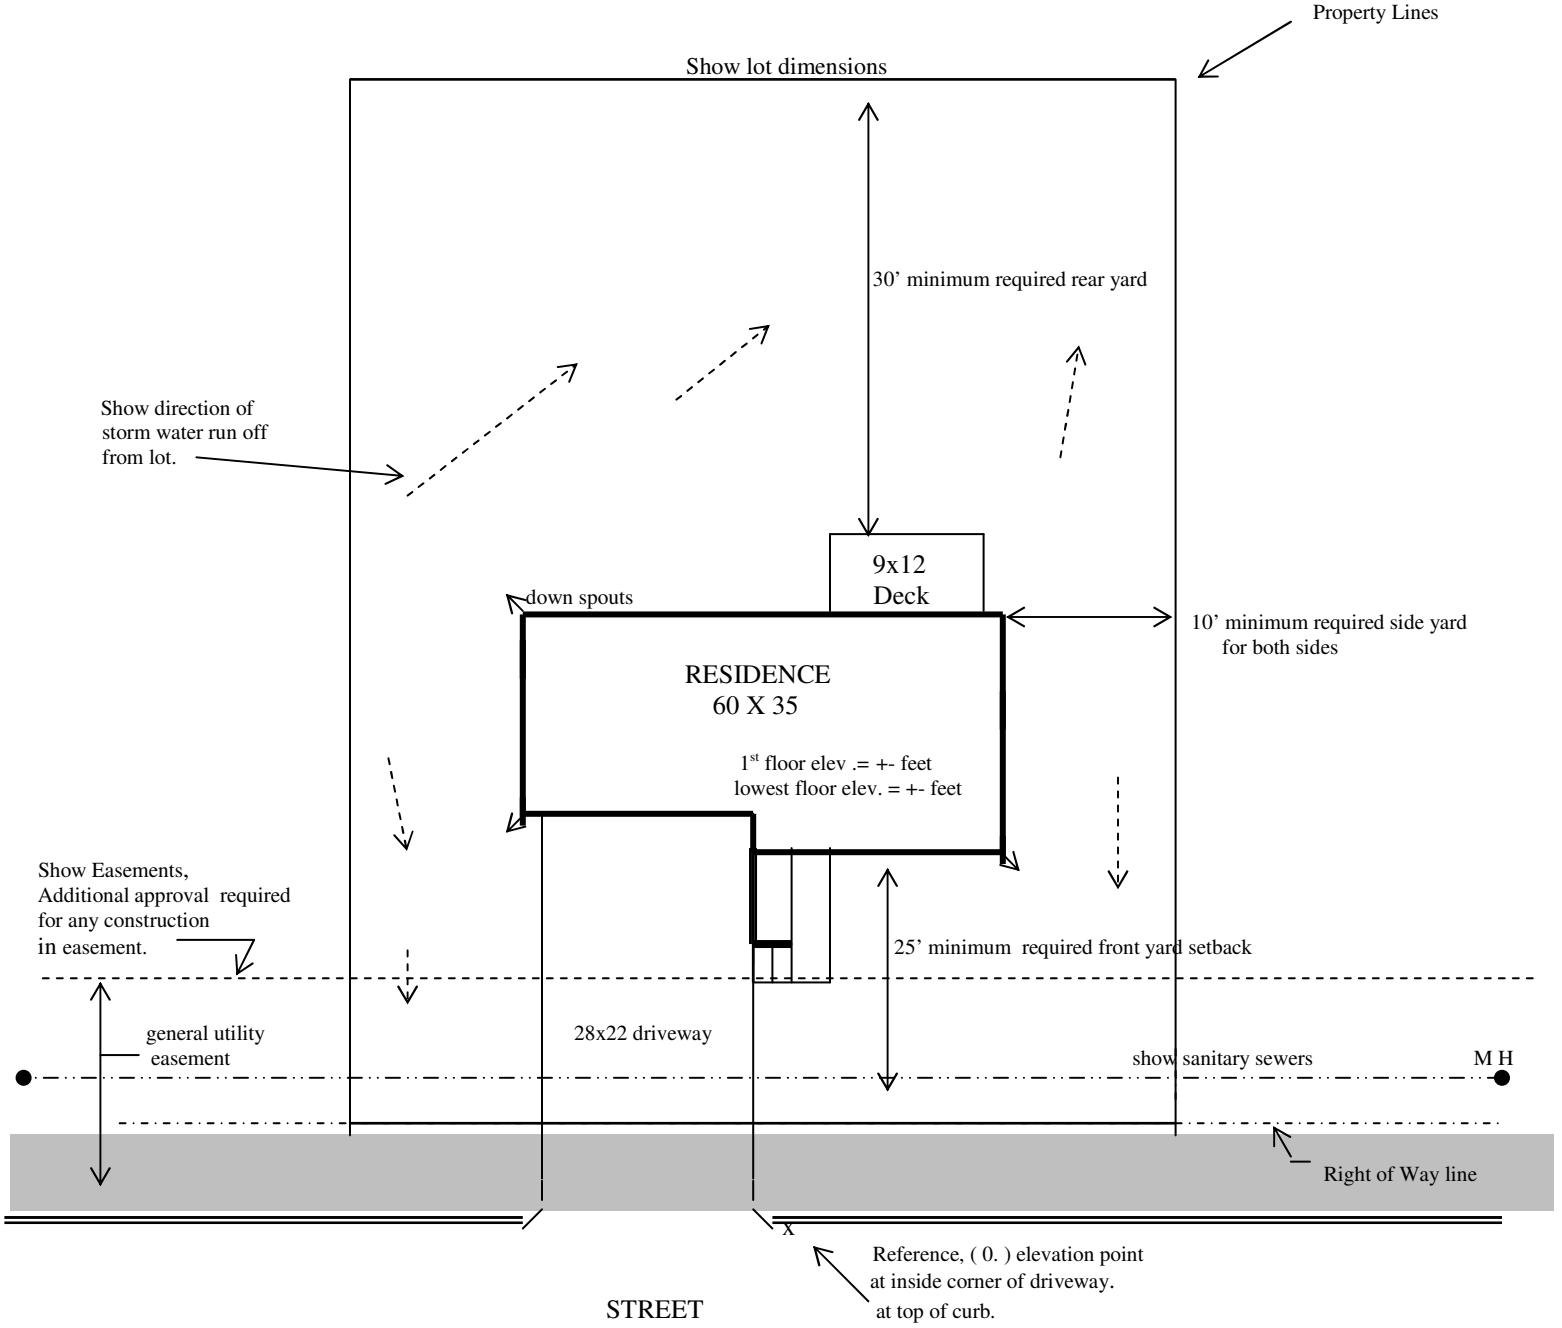 Property Lines
Show lot dimensions
30’ minimum required rear yard
Show direction of
storm water run off
from lot.
9x12
Deck
down spouts
10’ minimum required side yard
for both sides
RESIDENCE
60 X 35
1st floor elev .= +- feet
lowest floor elev. = +- feet
Show Easements,
Additional approval  required
for any construction
in easement.
25’ minimum  required front yard setback
general utility
easement
28x22 driveway
show sanitary sewers
M H
Right of Way line
x
Reference, ( 0. ) elevation point
at inside corner of driveway.
at top of curb.
STREET